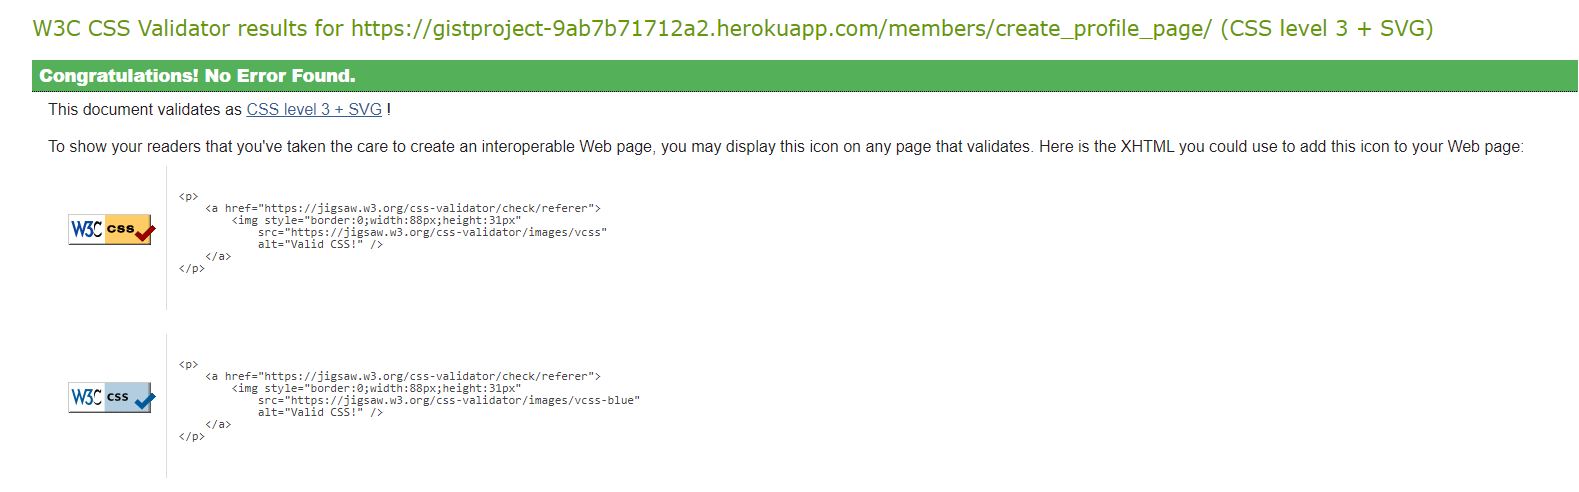 W3C CSS Validator results for https://gistproject-9ab7b71712a2.herokuapp.com/members/create_profile_page/ (CSS level 3 + SVG)
Congratulations! No Error Found.
This document validates as CSS level 3 + SVG !
To show your readers that you've taken the care to create an interoperable Web page, you may display this icon on any page that validates. Here is the XHTML you could use to add this icon to your Web page:
W3C css
<p>
    <a href="https://jigsaw.w3.org/css-validator/check/referer">
        <img style="border:0;width:88px;height:31px"
            src="https://jigsaw.w3.org/css-validator/images/vcss"
            alt="Valid CSS!" />
    </a>
</p>
W3C css
<p>
    <a href="https://jigsaw.w3.org/css-validator/check/referer">
        <img style="border:0;width:88px;height:31px"
            src="https://jigsaw.w3.org/css-validator/images/vcss-blue"
            alt="Valid CSS!" />
    </a>
</p>